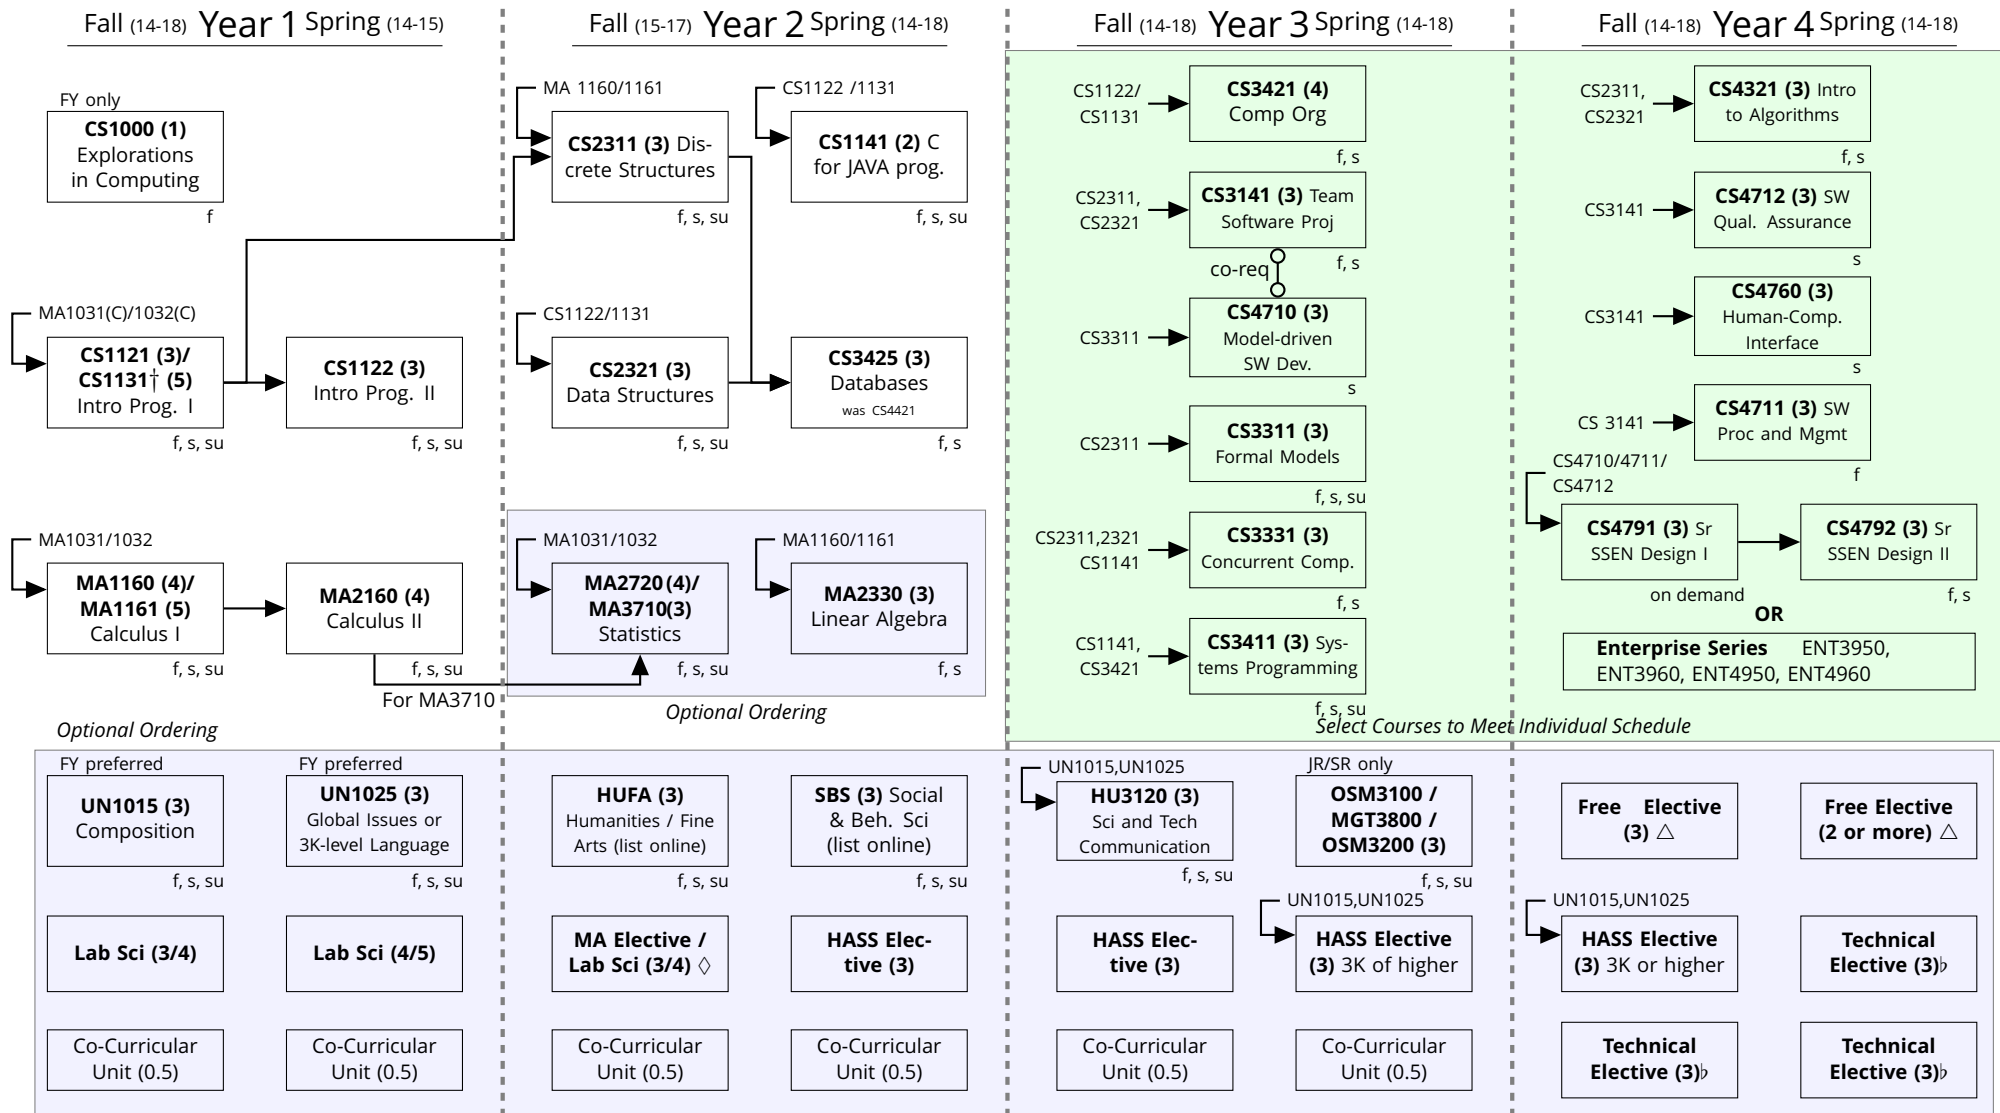 Fall (14-18) Year 1 Spring (14-15)
Fall (15-17) Year 2 Spring (14-18)
Fall (14-18) Year 3 Spring (14-18)
Fall (14-18) Year 4 Spring (14-18)
FY only
CS1000 (1)
Explorations
in Computing
f
MA1031(C)/1032(C)
CS1121 (3)/
CS1131† (5)
Intro Prog. I
f, s, su
CS1122 (3)
Intro Prog. II
f, s, su
MA1031/1032
MA1160 (4)/
MA1161 (5)
Calculus I
f, s, su
MA2160 (4)
Calculus II
f, s, su
For MA3710
Optional Ordering
MA 1160/1161
CS2311 (3) Dis-
crete Structures
f, s, su
CS1122 /1131
CS1141 (2) C
for JAVA prog.
f, s, su
CS1122/1131
CS2321 (3)
Data Structures
f, s, su
CS3425 (3)
Databases
was CS4421
f, s
MA1031/1032
MA2720(4)/
MA3710(3)
Statistics
f, s, su
MA1160/1161
MA2330 (3)
Linear Algebra
f, s
Optional Ordering
CS1122/
CS1131
CS3421 (4)
Comp Org
f, s
CS2311,
CS2321
CS3141 (3) Team
Software Proj
f, s
co-req
CS3311
CS4710 (3)
Model-driven
SW Dev.
s
CS2311
CS3311 (3)
Formal Models
f, s, su
CS2311,2321
CS1141
CS3331 (3)
Concurrent Comp.
f, s
CS1141,
CS3421
CS3411 (3) Sys-
tems Programming
f, s, su
CS2311,
CS2321
CS4321 (3) Intro
to Algorithms
f, s
CS3141
CS4712 (3) SW
Qual. Assurance
s
CS3141
CS4760 (3)
Human-Comp.
Interface
s
CS 3141
CS4711 (3) SW
Proc and Mgmt
f
CS4710/4711/
CS4712
CS4791 (3) Sr
SSEN Design I
on demand
CS4792 (3) Sr
SSEN Design II
f, s
OR
Enterprise Series ENT3950,
ENT3960, ENT4950, ENT4960
Select Courses to Meet Individual Schedule
FY preferred
UN1015 (3)
Composition
f, s, su
FY preferred
UN1025 (3)
Global Issues or
3K-level Language
f, s, su
HUFA (3)
Humanities / Fine
Arts (list online)
f, s, su
SBS (3) Social
& Beh. Sci
(list online)
f, s, su
UN1015,UN1025
HU3120 (3)
Sci and Tech
Communication
f, s, su
JR/SR only
OSM3100 /
MGT3800 /
OSM3200 (3)
f, s, su
Free Elective
(3) △
Free Elective
(2 or more) △
Lab Sci (3/4)
Lab Sci (4/5)
MA Elective /
Lab Sci (3/4) ♢
HASS Elec-
tive (3)
HASS Elec-
tive (3)
UN1015,UN1025
HASS Elective
(3) 3K of higher
UN1015,UN1025
HASS Elective
(3) 3K or higher
Technical
Elective (3)♭
Co-Curricular
Unit (0.5)
Co-Curricular
Unit (0.5)
Co-Curricular
Unit (0.5)
Co-Curricular
Unit (0.5)
Co-Curricular
Unit (0.5)
Co-Curricular
Unit (0.5)
Technical
Elective (3)♭
Technical
Elective (3)♭